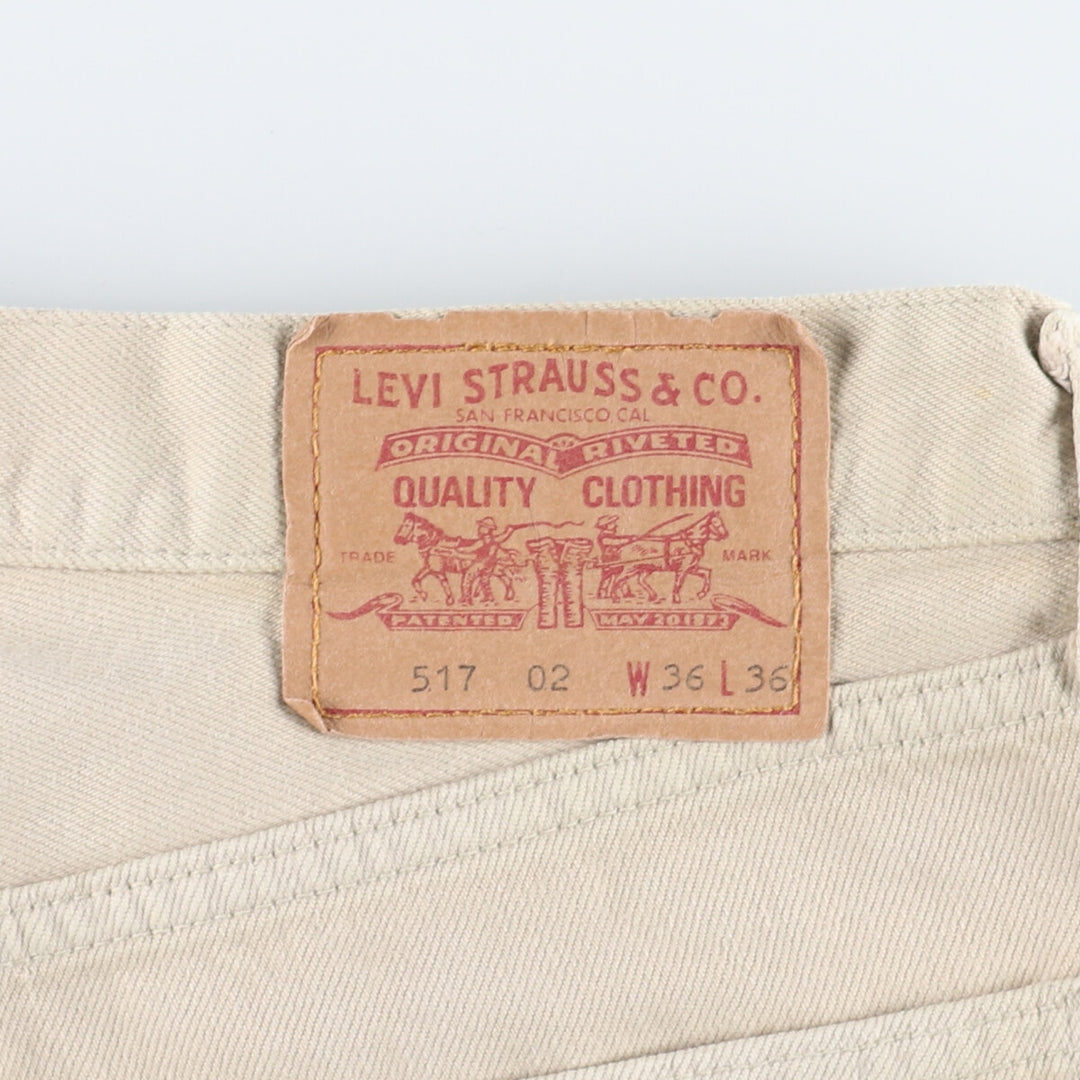 LEVI STRAUSS & CO.
SAN FRANCISCO CAL
ORIGINAL RIVETED
QUALITY CLOTHING
TRADE MARK
PATENTED MAY 20 1873
517 02 W 36 L 36